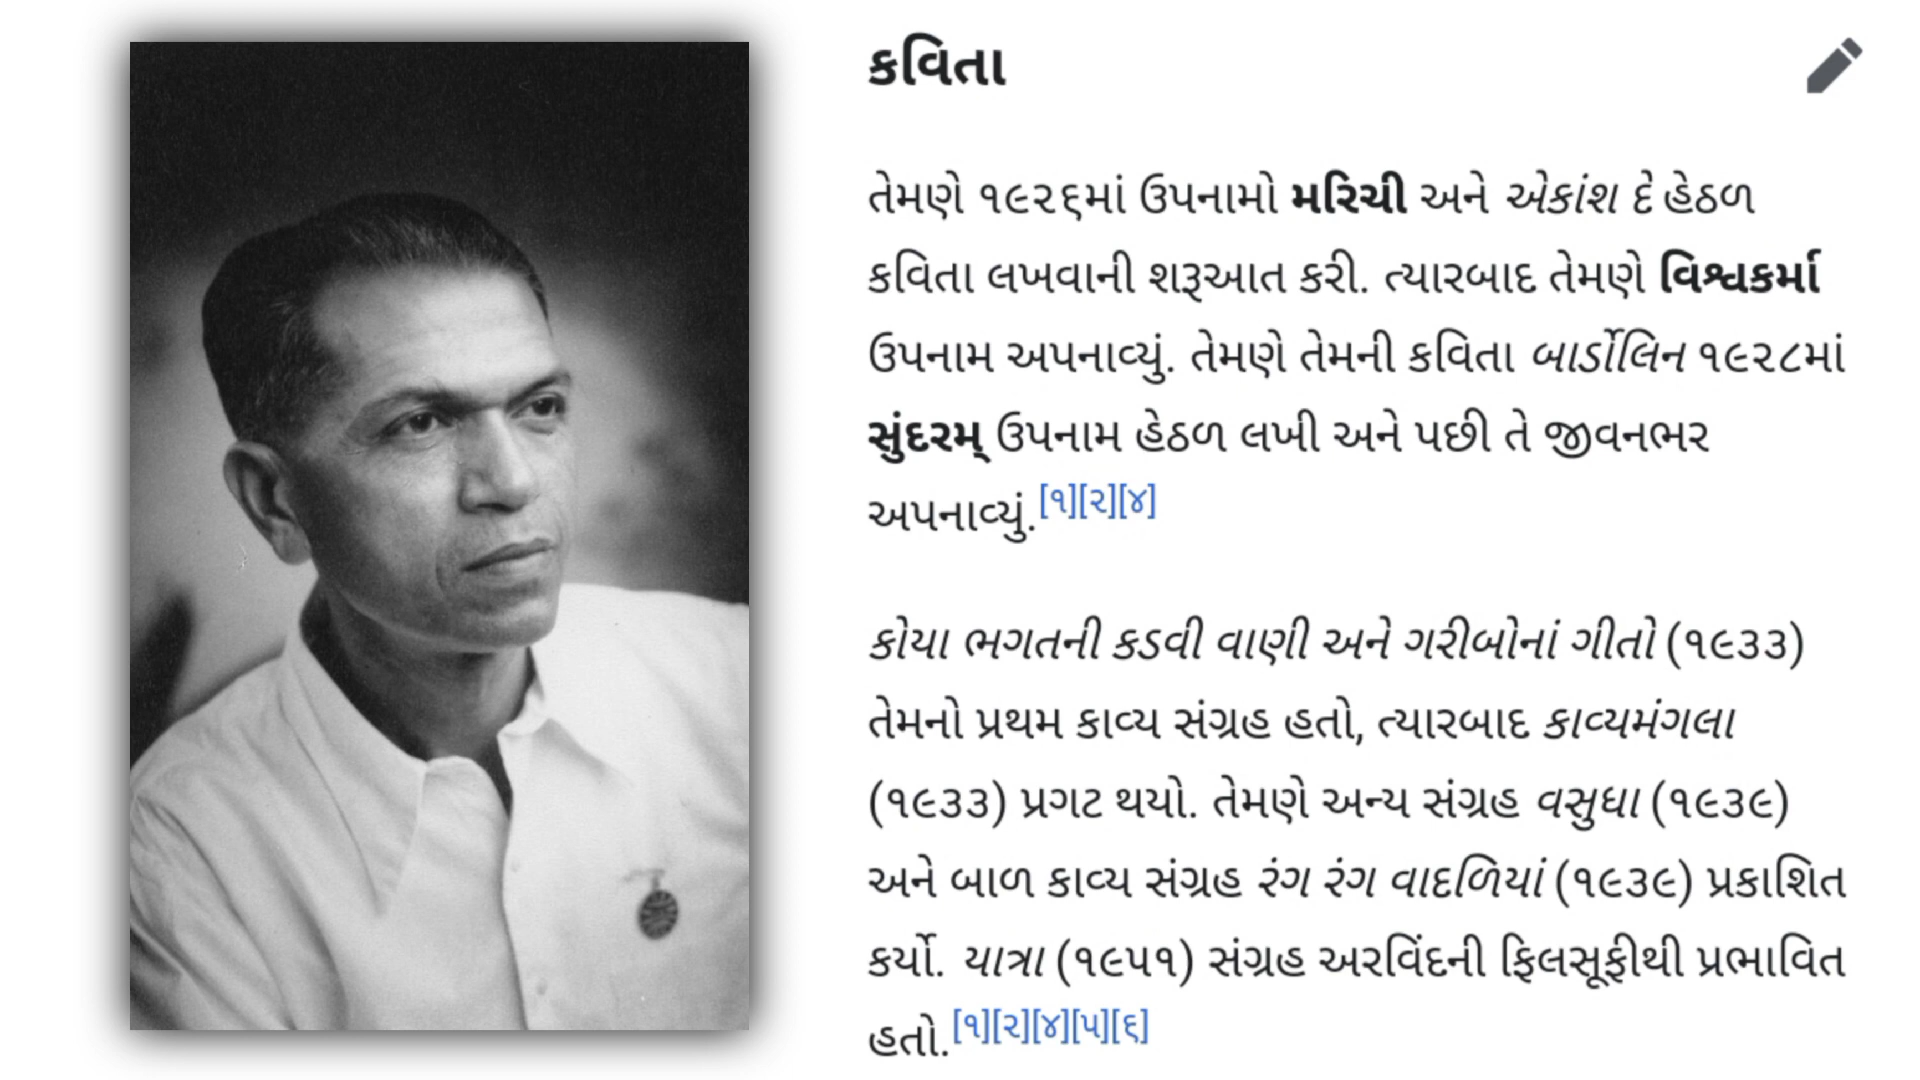 કવિતા
તેમણે ૧૯૨૬માં ઉપનામો મરિચી અને એકાંશ દે હેઠળ
કવિતા લખવાની શરૂઆત કરી. ત્યારબાદ તેમણે વિશ્વકર્મા
ઉપનામ અપનાવ્યું. તેમણે તેમની કવિતા બાર્ડોલિન ૧૯૨૮માં
સુંદરમ્ ઉપનામ હેઠળ લખી અને પછી તે જીવનભર
અપનાવ્યું.[૧][૨][૪]
કોયા ભગતની કડવી વાણી અને ગરીબોનાં ગીતો (૧૯૩૩)
તેમનો પ્રથમ કાવ્ય સંગ્રહ હતો, ત્યારબાદ કાવ્યમંગલા
(૧૯૩૩) પ્રગટ થયો. તેમણે અન્ય સંગ્રહ વસુધા (૧૯૩૯)
અને બાળ કાવ્ય સંગ્રહ રંગ રંગ વાદળિયાં (૧૯૩૯) પ્રકાશિત
કર્યો. યાત્રા (૧૯૫૧) સંગ્રહ અરવિંદની ફિલસૂફીથી પ્રભાવિત
હતો.[૧][૨][૪][૫][૬]